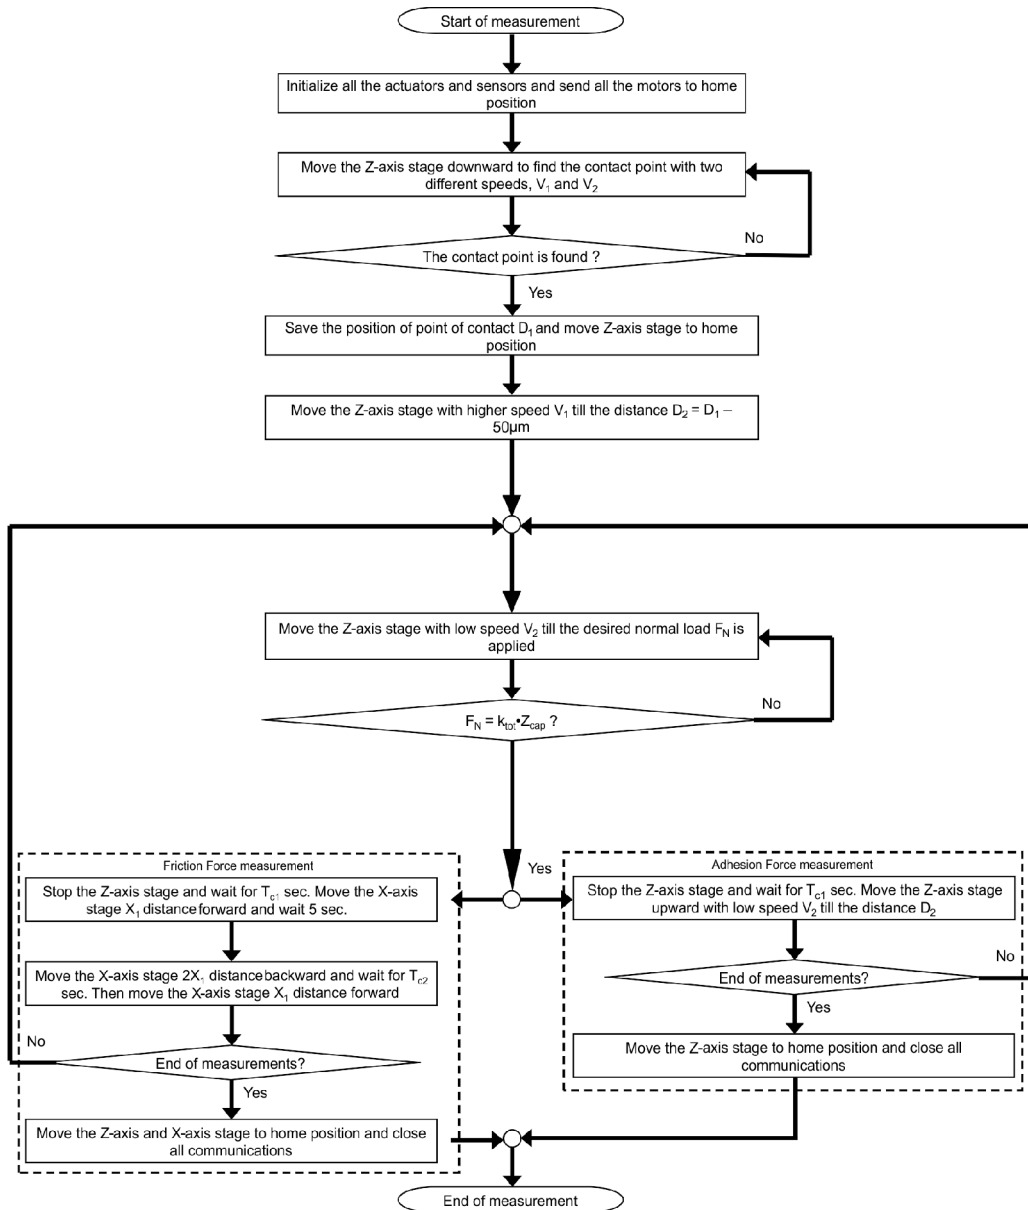 Start of measurement
Initialize all the actuators and sensors and send all the motors to home
position
Move the Z-axis stage downward to find the contact point with two
different speeds, V₁ and V₂
No
The contact point is found ?
Yes
Save the position of point of contact D₁ and move Z-axis stage to home
position
Move the Z-axis stage with higher speed V₁ till the distance D₂ = D₁ –
50µm
Move the Z-axis stage with low speed V₂ till the desired normal load F_N is
applied
No
F_N = k_tot•Z_cap ?
Yes
Friction Force measurement
Stop the Z-axis stage and wait for T_c1 sec. Move the X-axis
stage X₁ distance forward and wait 5 sec.
Move the X-axis stage 2X₁ distance backward and wait for T_c2
sec. Then move the X-axis stage X₁ distance forward
No
End of measurements?
Yes
Move the Z-axis and X-axis stage to home position and close
all communications
Adhesion Force measurement
Stop the Z-axis stage and wait for T_c1 sec. Move the Z-axis stage
upward with low speed V₂ till the distance D₂
No
End of measurements?
Yes
Move the Z-axis stage to home position and close all
communications
End of measurement